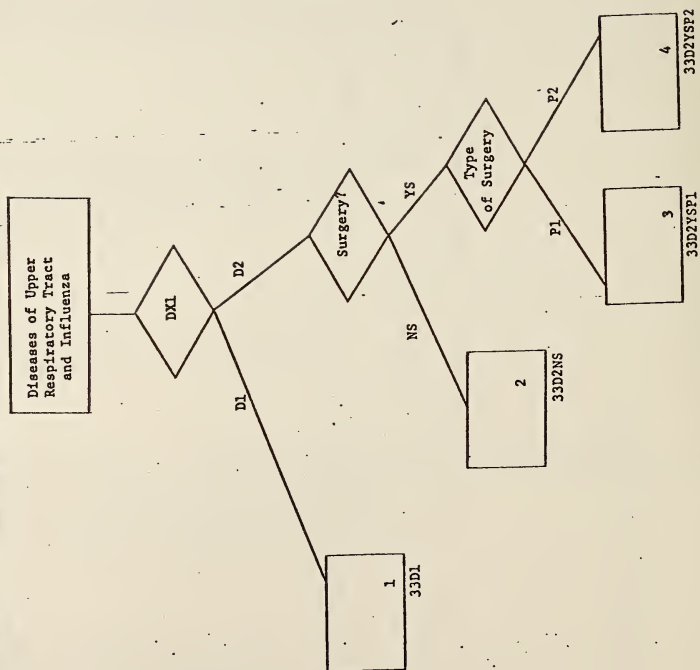 Diseases of Upper
Respiratory Tract
and Influenza
DX1
D1
D2
Surgery?
NS
YS
Type
of Surgery
P1
P2
1
33D1
2
33D2NS
3
33D2YSP1
4
33D2YSP2